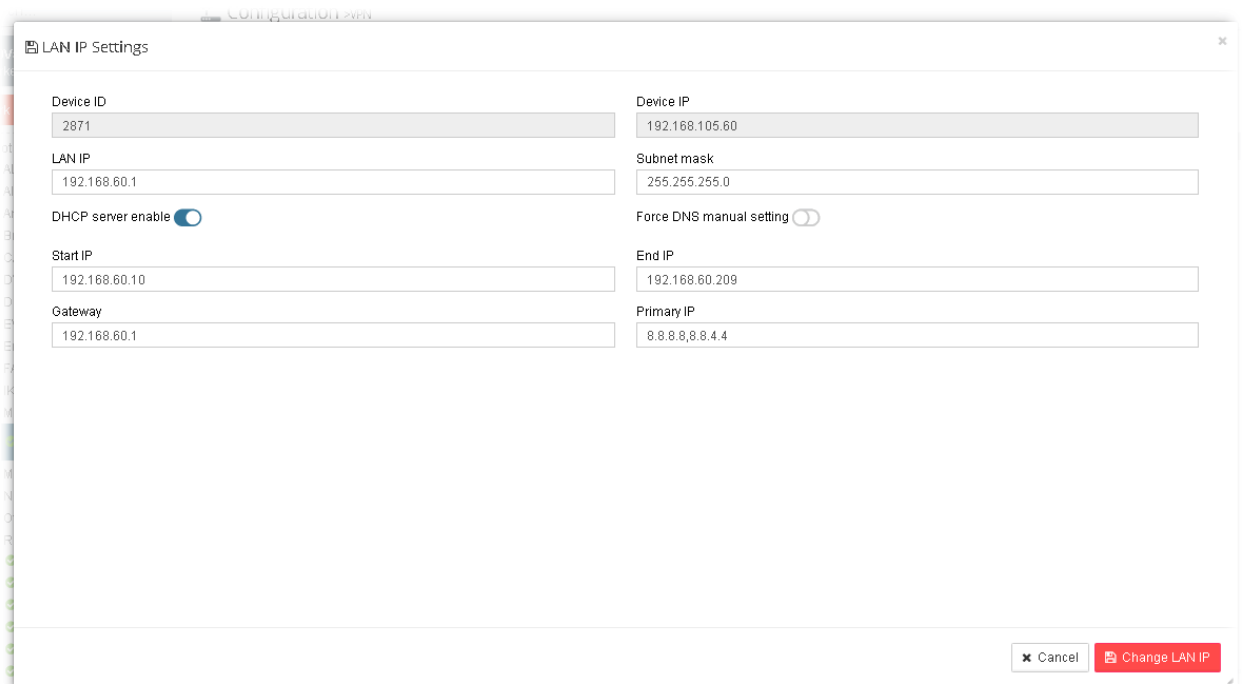 Configuration >VPN
LAN IP Settings
Device ID
Device IP
2871
192.168.105.60
LAN IP
Subnet mask
192.168.60.1
255.255.255.0
DHCP server enable
Force DNS manual setting
Start IP
End IP
192.168.60.10
192.168.60.209
Gateway
Primary IP
192.168.60.1
8.8.8.8,8.8.4.4
Cancel
Change LAN IP